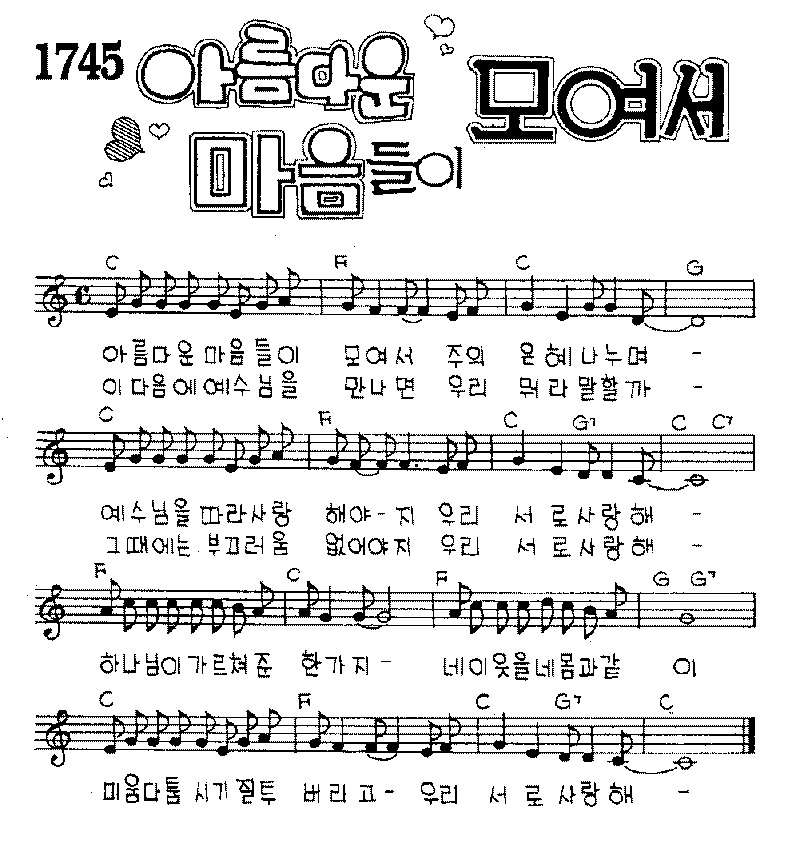 1745 아름다운 모여서
마음들이
C F C G
아름다운 마음들이 모여서 주의 은혜나누며 -
이다음에예수님을 만나면 우리 뭐라말할까 -
C F C G7 C C7
예수님을따라사랑 해야-지 우리 서로사랑해 -
그때에는부끄러움 없어야지 우리 서로사랑해 -
F C F G G7
하나님이가르쳐준 한가지- 네이웃을네몸과같이
C F C G7 C
미움다툼시기질투 버리고- 우리 서로사랑해 -